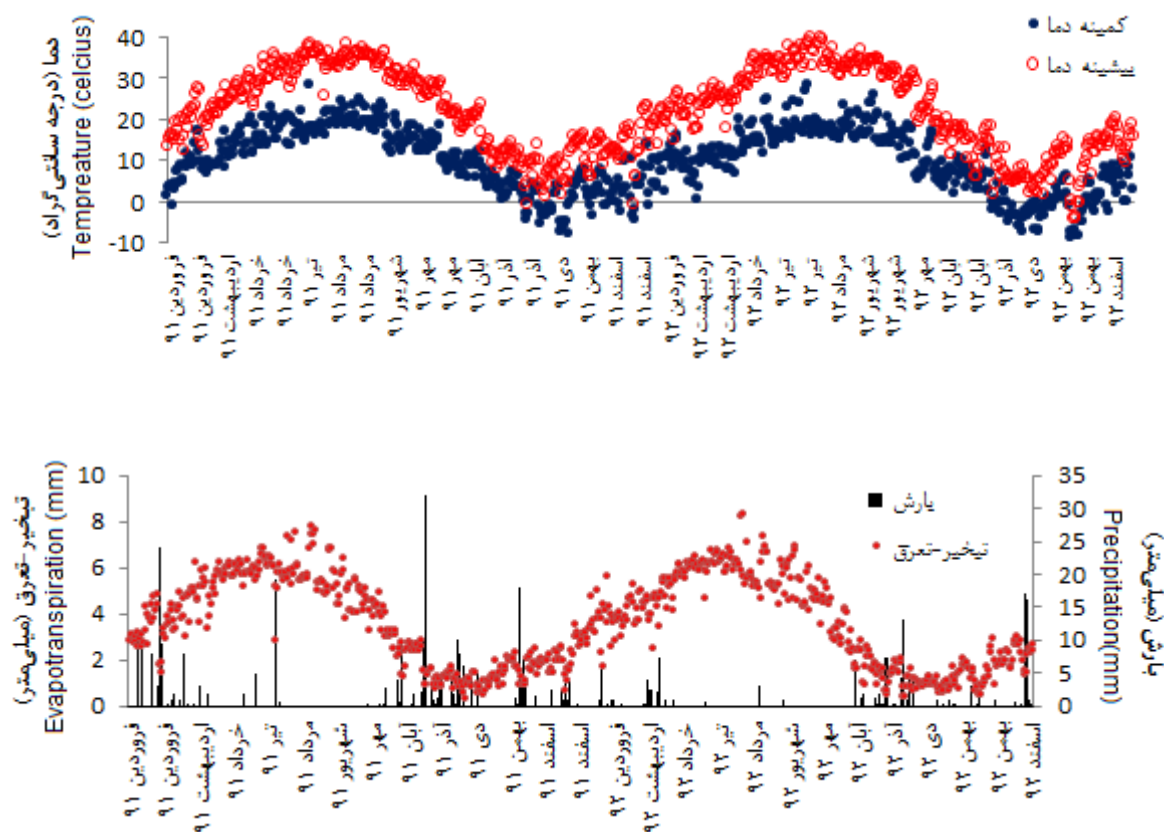 کمینه دما
بیشینه دما
دما (درجه سانتی گراد)
Tempreature (celcius)
40
30
20
10
0
-10
فروردین ۹۱
فروردین ۹۱
اردیبهشت ۹۱
خرداد ۹۱
خرداد ۹۱
تیر ۹۱
مرداد ۹۱
مرداد ۹۱
شهریور ۹۱
مهر ۹۱
مهر ۹۱
آبان ۹۱
آذر ۹۱
آذر ۹۱
دی ۹۱
بهمن ۹۱
اسفند ۹۱
اسفند ۹۱
فروردین ۹۲
اردیبهشت ۹۲
اردیبهشت ۹۲
خرداد ۹۲
تیر ۹۲
تیر ۹۲
مرداد ۹۲
شهریور ۹۲
شهریور ۹۲
مهر ۹۲
آبان ۹۲
آبان ۹۲
آذر ۹۲
دی ۹۲
بهمن ۹۲
بهمن ۹۲
اسفند ۹۲
تبخیر-تعرق (میلی‌متر)
Evapotranspiration (mm)
10
8
6
4
2
0
بارش
تبخیر-تعرق
35
30
25
20
15
10
5
0
Precipitation(mm)
بارش (میلی‌متر)
فروردین ۹۱
فروردین ۹۱
اردیبهشت ۹۱
خرداد ۹۱
تیر ۹۱
مرداد ۹۱
شهریور ۹۱
مهر ۹۱
آبان ۹۱
آذر ۹۱
دی ۹۱
بهمن ۹۱
اسفند ۹۱
اسفند ۹۱
فروردین ۹۲
اردیبهشت ۹۲
خرداد ۹۲
تیر ۹۲
مرداد ۹۲
شهریور ۹۲
مهر ۹۲
آبان ۹۲
آذر ۹۲
دی ۹۲
بهمن ۹۲
بهمن ۹۲
اسفند ۹۲